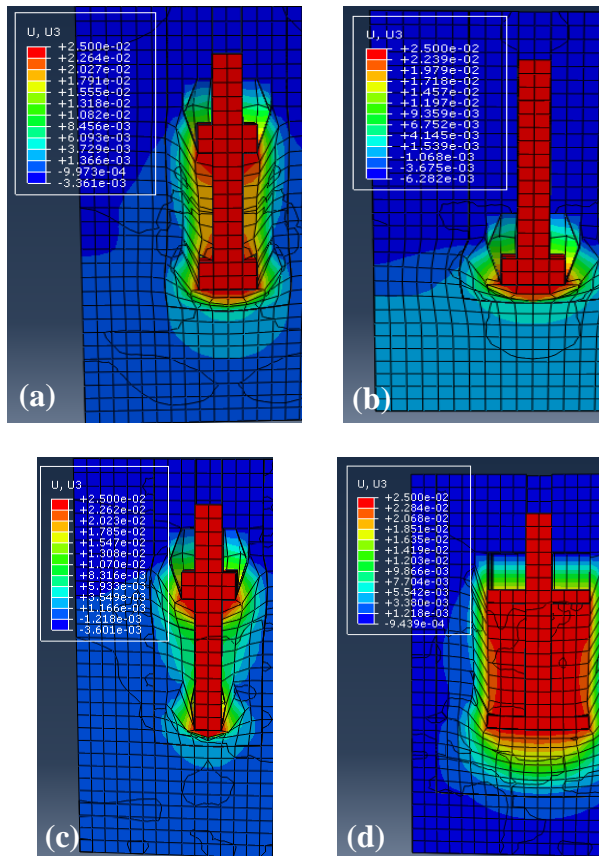 U, U3
+2.500e-02
+2.264e-02
+2.027e-02
+1.791e-02
+1.555e-02
+1.318e-02
+1.082e-02
+8.456e-03
+6.093e-03
+3.729e-03
+1.366e-03
-9.973e-04
-3.361e-03
(a)
U, U3
+2.500e-02
+2.239e-02
+1.979e-02
+1.718e-02
+1.457e-02
+1.197e-02
+9.359e-03
+6.752e-03
+4.145e-03
+1.539e-03
-1.068e-03
-3.675e-03
-6.282e-03
(b)
U, U3
+2.500e-02
+2.262e-02
+2.023e-02
+1.785e-02
+1.547e-02
+1.308e-02
+1.070e-02
+8.316e-03
+5.933e-03
+3.549e-03
+1.166e-03
-1.218e-03
-3.601e-03
(c)
U, U3
+2.500e-02
+2.284e-02
+2.068e-02
+1.851e-02
+1.635e-02
+1.419e-02
+1.203e-02
+9.866e-03
+7.704e-03
+5.542e-03
+3.380e-03
+1.218e-03
-9.439e-04
(d)